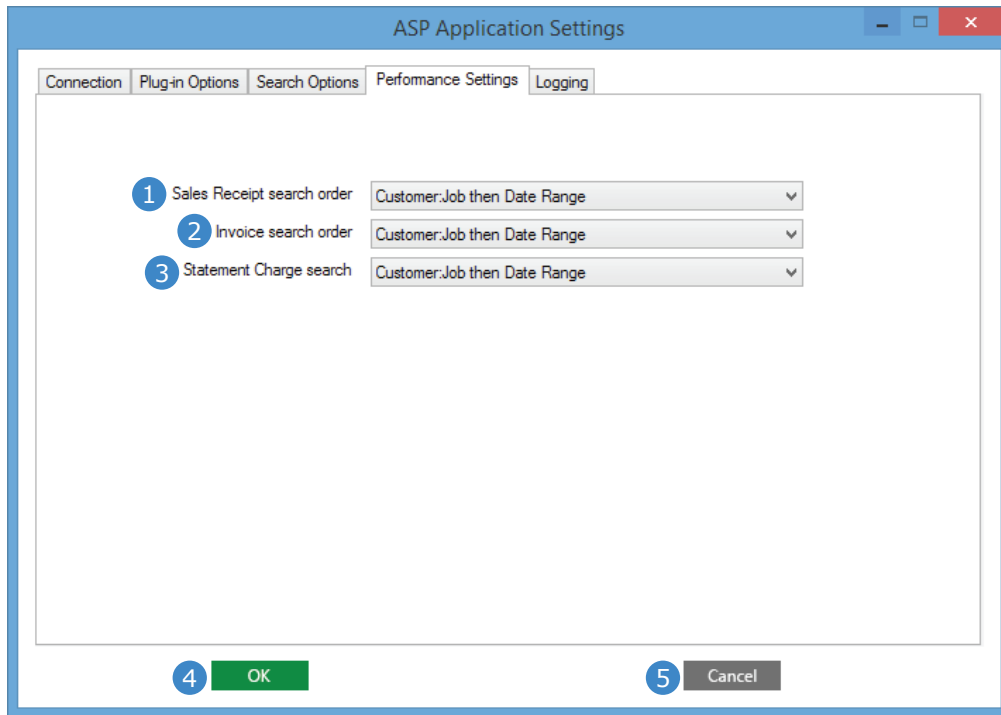 ASP Application Settings
Connection Plug-in Options Search Options Performance Settings Logging
1 Sales Receipt search order Customer:Job then Date Range
2 Invoice search order Customer:Job then Date Range
3 Statement Charge search Customer:Job then Date Range
4 OK 5 Cancel